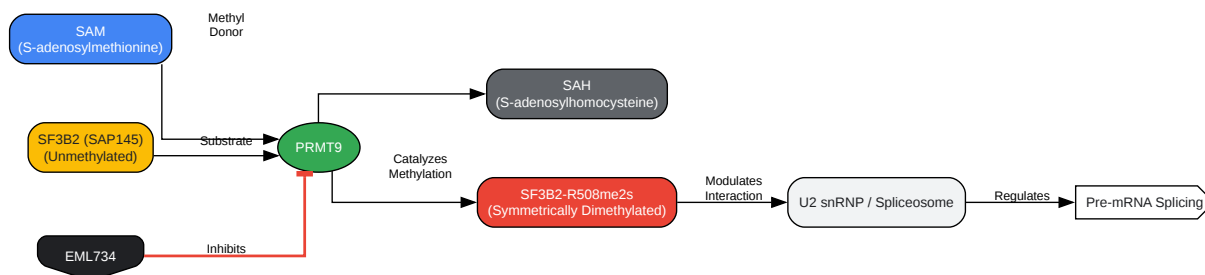 SAM
(S-adenosylmethionine)
Methyl
Donor
SAH
(S-adenosylhomocysteine)
SF3B2 (SAP145)
(Unmethylated)
Substrate
PRMT9
Catalyzes
Methylation
SF3B2-R508me2s
(Symmetrically Dimethylated)
Modulates
Interaction
U2 snRNP / Spliceosome
Regulates
Pre-mRNA Splicing
EML734
Inhibits